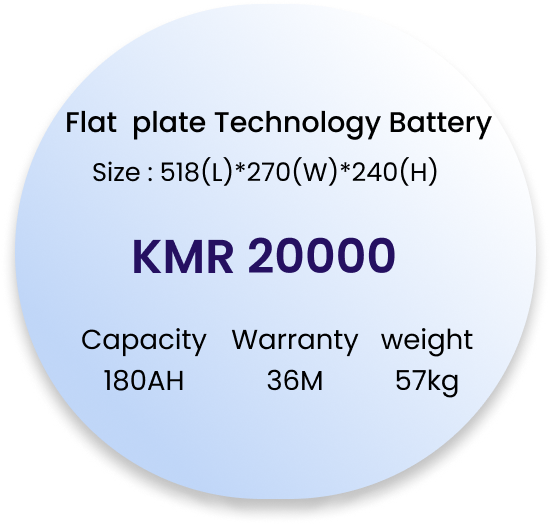 Flat plate Technology Battery
Size : 518(L)*270(W)*240(H)
KMR 20000
Capacity Warranty weight
180AH 36M 57kg